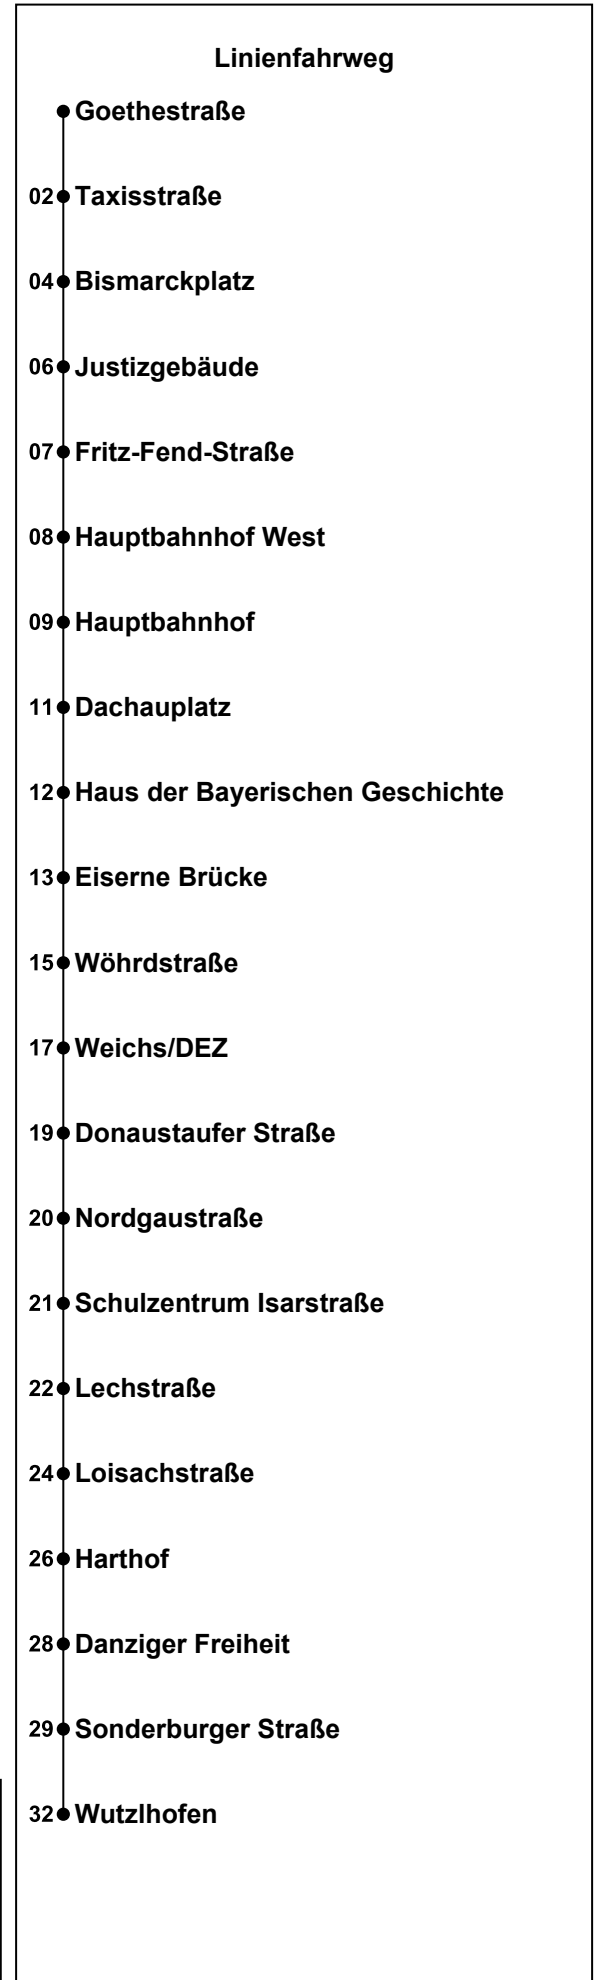 Linienfahrweg
Goethestraße
02 Taxisstraße
04 Bismarckplatz
06 Justizgebäude
07 Fritz-Fend-Straße
08 Hauptbahnhof West
09 Hauptbahnhof
11 Dachauplatz
12 Haus der Bayerischen Geschichte
13 Eiserne Brücke
15 Wöhrdstraße
17 Weichs/DEZ
19 Donaustaufer Straße
20 Nordgaustraße
21 Schulzentrum Isarstraße
22 Lechstraße
24 Loisachstraße
26 Harthof
28 Danziger Freiheit
29 Sonderburger Straße
32 Wutzlhofen